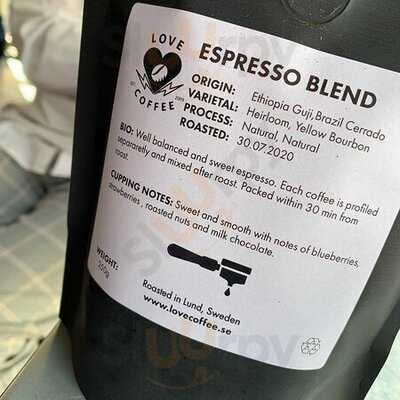 LOVE
COFFEE
ESPRESSO BLEND
ORIGIN: Ethiopia Guji,Brazil Cerrado
VARIETAL: Heirloom, Yellow Bourbon
PROCESS: Natural, Natural
ROASTED: 30.07.2020
BIO: Well balanced and sweet espresso. Each coffee is profiled
separaretly and mixed after roast. Packed within 30 min from
roast.
CUPPING NOTES: Sweet and smooth with notes of blueberries,
strawberries , roasted nuts and milk chocolate.
WEIGHT:
250g
Roasted in Lund, Sweden
www.lovecoffee.se